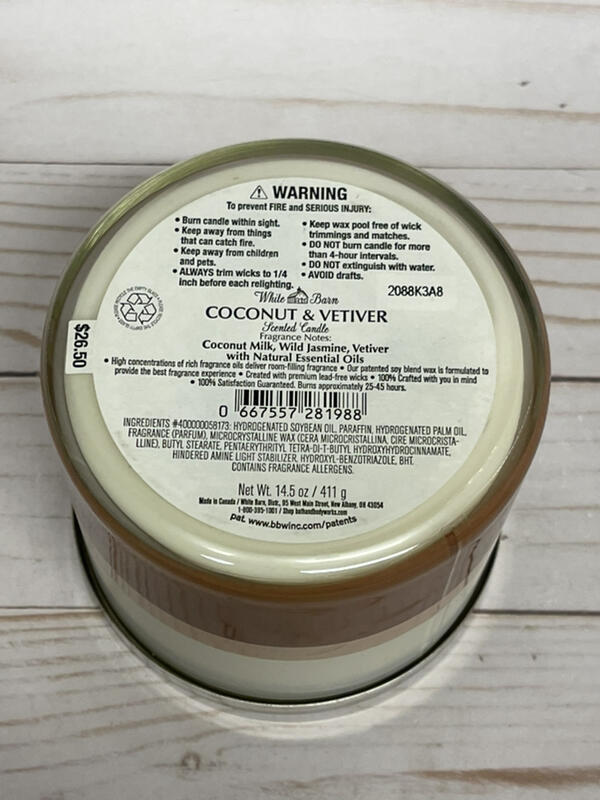 ⚠ WARNING
To prevent FIRE and SERIOUS INJURY:
• Burn candle within sight.
• Keep away from things
that can catch fire.
• Keep away from children
and pets.
• ALWAYS trim wicks to 1/4
inch before each relighting.
• Keep wax pool free of wick
trimmings and matches.
• DO NOT burn candle for more
than 4-hour intervals.
• DO NOT extinguish with water.
• AVOID drafts.
2088K3A8
White Barn
COCONUT & VETIVER
Scented Candle
Fragrance Notes:
Coconut Milk, Wild Jasmine, Vetiver
with Natural Essential Oils
• High concentrations of rich fragrance oils deliver room-filling fragrance • Our patented soy blend wax is formulated to
provide the best fragrance experience • Created with premium lead-free wicks • 100% Crafted with you in mind
• 100% Satisfaction Guaranteed. Burns approximately 25-45 hours.
$26.50
0 667557 281988
INGREDIENTS #400000058173: HYDROGENATED SOYBEAN OIL, PARAFFIN, HYDROGENATED PALM OIL,
FRAGRANCE (PARFUM), MICROCRYSTALLINE WAX (CERA MICROCRISTALLINA, CIRE MICROCRISTA-
LLINE), BUTYL STEARATE, PENTAERYTHRITYL TETRA-DI-T-BUTYL HYDROXYHYDROCINNAMATE,
HINDERED AMINE LIGHT STABILIZER, HYDROXYL-BENZOTRIAZOLE, BHT.
CONTAINS FRAGRANCE ALLERGENS.
Net Wt. 14.5 oz / 411 g
Made in Canada / White Barn, Distr., 95 West Main Street, New Albany, OH 43054
1-800-395-1001 / Shop bathandbodyworks.com
pat. www.bbwinc.com/patents